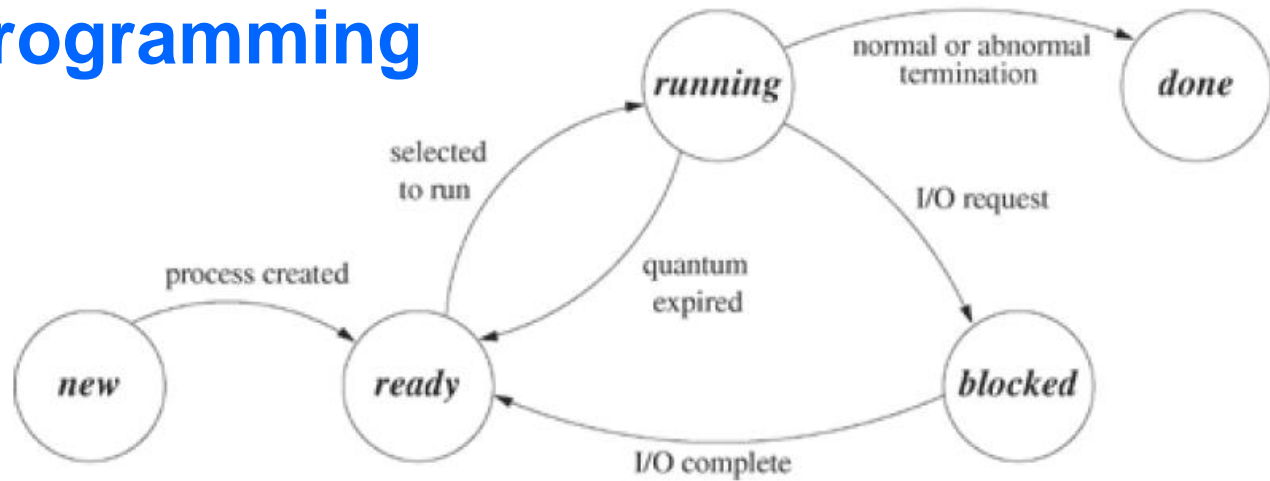 rogramming
running
normal or abnormal
termination
done
selected
to run
I/O request
quantum
expired
process created
new
ready
blocked
I/O complete